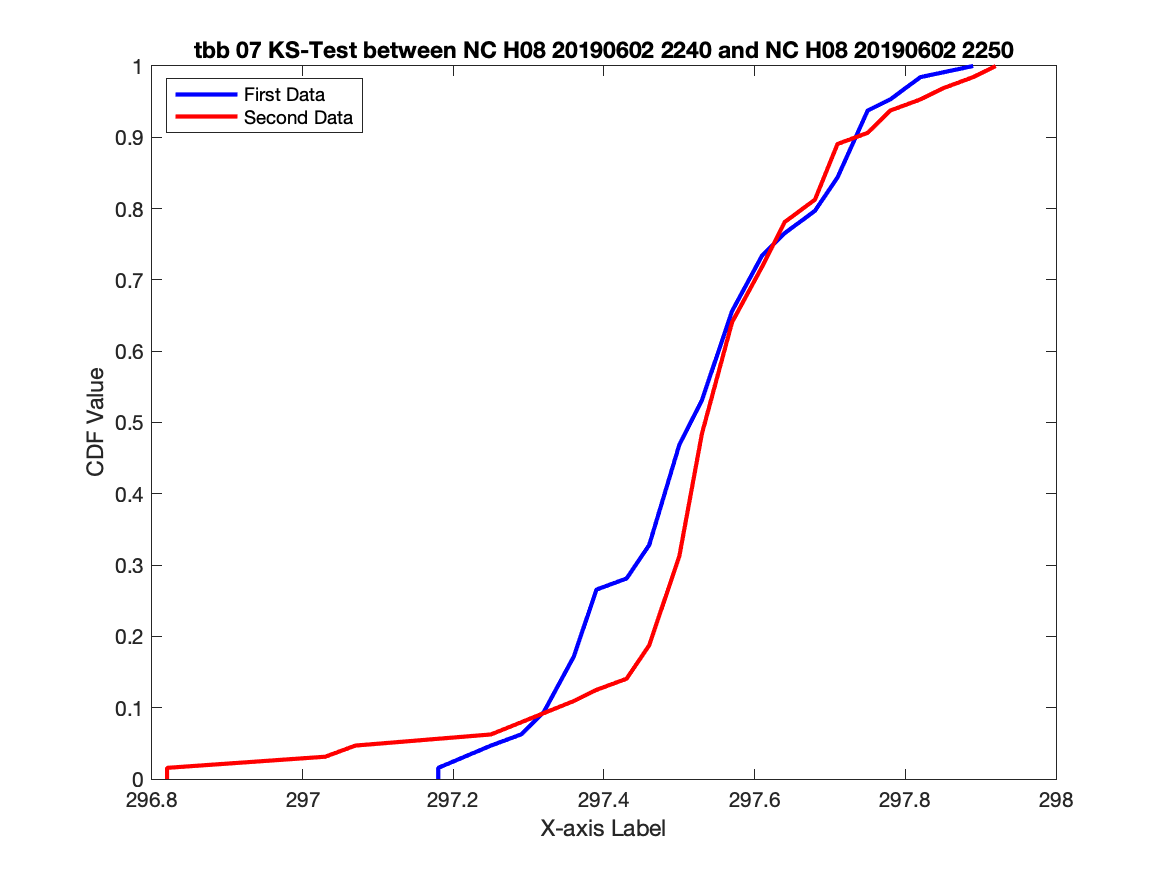 tbb 07 KS-Test between NC H08 20190602 2240 and NC H08 20190602 2250
First Data
Second Data
1
0.9
0.8
0.7
0.6
0.5
0.4
0.3
0.2
0.1
0
CDF Value
296.8 297 297.2 297.4 297.6 297.8 298
X-axis Label